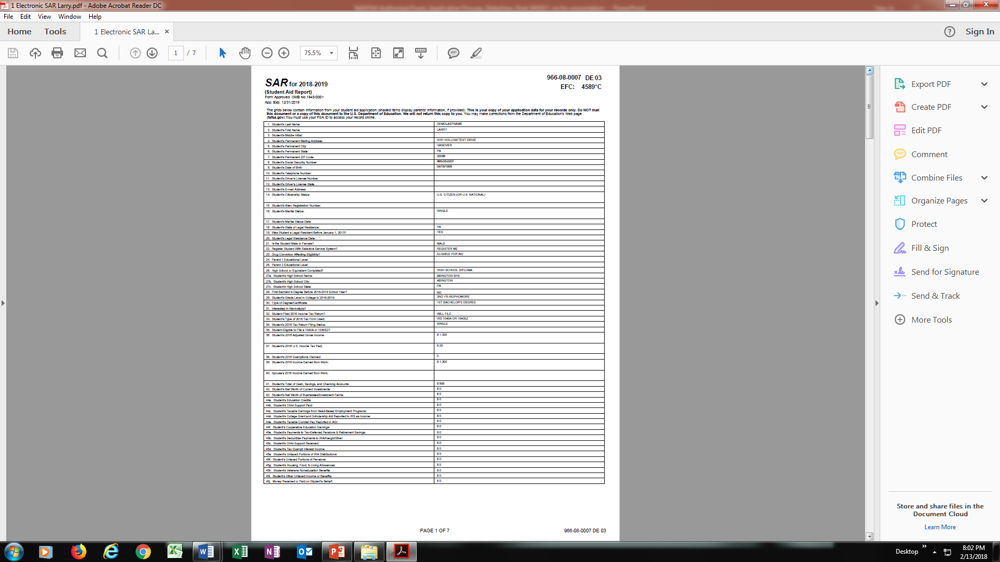 1 Electronic SAR Larry.pdf - Adobe Acrobat Reader DC
File Edit View Window Help
Home Tools 1 Electronic SAR La... × Sign In
1 / 7 75.5%
SAR for 2018-2019
(Student Aid Report)
Form Approved OMB No.1845-0001
App. Exp. 12/31/2019
966-08-0007 DE 03
EFC: 4589*C
The grids below contain information from your student aid application (shaded items display parents' information, if provided). This is your copy of your application data for your records only. Do NOT mail
this document or a copy of this document to the U.S. Department of Education. We will not return this copy to you. You may make corrections from the Department of Education's Web page
(fafsa.gov).You must use your FSA ID to access your record online.
1. Student's Last Name: DEMOLASTNAME
2. Student's First Name: LARRY
3. Student's Middle Initial:
4. Student's Permanent Mailing Address: 3151 HOLLOW TEST DRIVE
5. Student's Permanent City: HANOVER
6. Student's Permanent State: PA
7. Student's Permanent ZIP Code: 20056
8. Student's Social Security Number: 966-08-0007
9. Student's Date of Birth: 04/19/1995
10. Student's Telephone Number:
11. Student's Driver's License Number:
12. Student's Driver's License State:
13. Student's E-mail Address:
14. Student's Citizenship Status: U.S. CITIZEN (OR U.S. NATIONAL)
15. Student's Alien Registration Number:
16. Student's Marital Status: SINGLE
17. Student's Marital Status Date:
18. Student's State of Legal Residence: PA
19. Was Student a Legal Resident Before January 1, 2013? YES
20. Student's Legal Residence Date:
21. Is the Student Male or Female? MALE
22. Register Student With Selective Service System? REGISTER ME
23. Drug Conviction Affecting Eligibility? ELIGIBLE FOR AID
24. Parent 1 Educational Level:
25. Parent 2 Educational Level:
26. High School or Equivalent Completed? HIGH SCHOOL DIPLOMA
27a. Student's High School Name: ABINGTON SHS
27b. Student's High School City: ABINGTON
27c. Student's High School State: PA
28. First Bachelor's Degree Before 2018-2019 School Year? NO
29. Student's Grade Level in College in 2018-2019: 2ND YR./SOPHOMORE
30. Type of Degree/Certificate: 1ST BACHELOR'S DEGREE
31. Interested in Work-study?
32. Student Filed 2016 Income Tax Return? WILL FILE
33. Student's Type of 2016 Tax Form Used: IRS 1040A OR 1040EZ
34. Student's 2016 Tax Return Filing Status: SINGLE
35. Student Eligible to File a 1040A or 1040EZ?
36. Student's 2016 Adjusted Gross Income: $ 1,320
37. Student's 2016 U.S. Income Tax Paid: $ 20
38. Student's 2016 Exemptions Claimed: 0
39. Student's 2016 Income Earned from Work: $ 1,300
40. Spouse's 2016 Income Earned from Work:
41. Student's Total of Cash, Savings, and Checking Accounts: $ 500
42. Student's Net Worth of Current Investments: $ 0
43. Student's Net Worth of Businesses/Investment Farms: $ 0
44a. Student's Education Credits: $ 0
44b. Student's Child Support Paid: $ 0
44c. Student's Taxable Earnings from Need-Based Employment Programs: $ 0
44d. Student's College Grant and Scholarship Aid Reported to IRS as Income: $ 0
44e. Student's Taxable Combat Pay Reported in AGI: $ 0
44f. Student's Cooperative Education Earnings: $ 0
45a. Student's Payments to Tax-Deferred Pensions & Retirement Savings: $ 0
45b. Student's Deductible Payments to IRA/Keogh/Other: $ 0
45c. Student's Child Support Received: $ 0
45d. Student's Tax Exempt Interest Income: $ 0
45e. Student's Untaxed Portions of IRA Distributions: $ 0
45f. Student's Untaxed Portions of Pensions: $ 0
45g. Student's Housing, Food, & Living Allowances: $ 0
45h. Student's Veterans Noneducation Benefits: $ 0
45i. Student's Other Untaxed Income or Benefits: $ 0
45j. Money Received or Paid on Student's Behalf: $ 0
PAGE 1 OF 7 966-08-0007 DE 03
Export PDF
Create PDF
Edit PDF
Comment
Combine Files
Organize Pages
Protect
Fill & Sign
Send for Signature
Send & Track
More Tools
Store and share files in the
Document Cloud
Learn More
Desktop
8:02 PM
2/13/2018